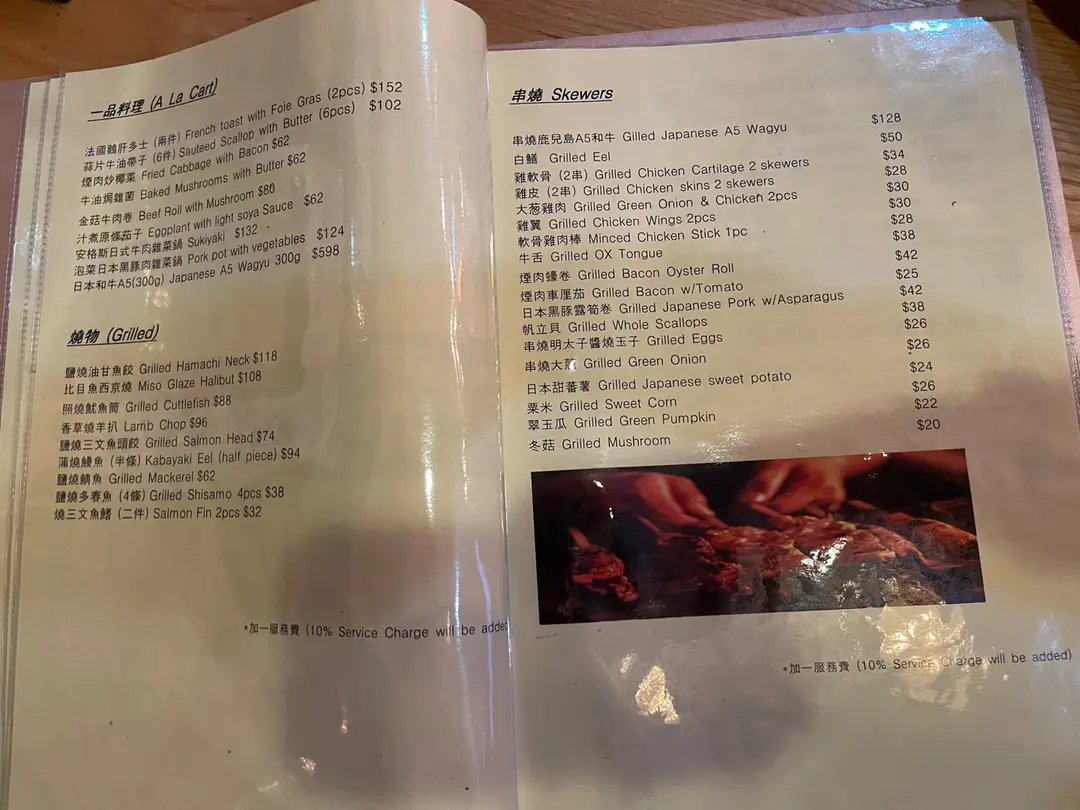 一品料理 (A La Cart)
法國鵝肝多士 (兩件) French toast with Foie Gras (2pcs) $152
蒜片牛油帶子 (6件) Sauteed Scallop with Butter (6pcs) $102
煙肉炒椰菜 Fried Cabbage with Bacon $62
牛油焗雜菌 Baked Mushrooms with Butter $62
金菇牛肉卷 Beef Roll with Mushroom $80
汁煮原條茄子 Eggplant with light soya Sauce $62
安格斯日式牛肉雜菜鍋 Sukiyaki $132
泡菜日本黑豚肉雜菜鍋 Pork pot with vegetables $124
日本和牛A5(300g) Japanese A5 Wagyu 300g $598
燒物 (Grilled)
鹽燒油甘魚鮫 Grilled Hamachi Neck $118
比目魚西京燒 Miso Glaze Halibut $108
照燒魷魚筒 Grilled Cuttlefish $88
香草燒羊扒 Lamb Chop $96
鹽燒三文魚頭鮫 Grilled Salmon Head $74
蒲燒鰻魚 (半條) Kabayaki Eel (half piece) $94
鹽燒鯖魚 Grilled Mackerel $62
鹽燒多春魚 (4條) Grilled Shisamo 4pcs $38
燒三文魚鰭 (二件) Salmon Fin 2pcs $32
*加一服務費 (10% Service Charge will be added
串燒 Skewers
串燒鹿兒島A5和牛 Gilled Japanese A5 Wagyu $128
白鱔 Grilled Eel $50
雞軟骨 (2串) Grilled Chicken Cartilage 2 skewers $34
雞皮 (2串) Grilled Chicken skins 2 skewers $28
大葱雞肉 Grilled Green Onion & Chicken 2pcs $30
雞翼 Grilled Chicken Wings 2pcs $30
軟骨雞肉棒 Minced Chicken Stick 1pc $28
牛舌 Grilled OX Tongue $38
煙肉蠔卷 Grilled Bacon Oyster Roll $42
煙肉車厘茄 Grilled Bacon w/Tomato $25
日本黑豚露筍卷 Grilled Japanese Pork w/Asparagus $42
帆立貝 Grilled Whole Scallops $38
串燒明太子醬燒玉子 Grilled Eggs $26
串燒大葱 Grilled Green Onion $26
日本甜蕃薯 Grilled Japanese sweet potato $24
粟米 Grilled Sweet Corn $26
翠玉瓜 Grilled Green Pumpkin $22
冬菇 Grilled Mushroom $20
*加一服務費 (10% Service Charge will be added)